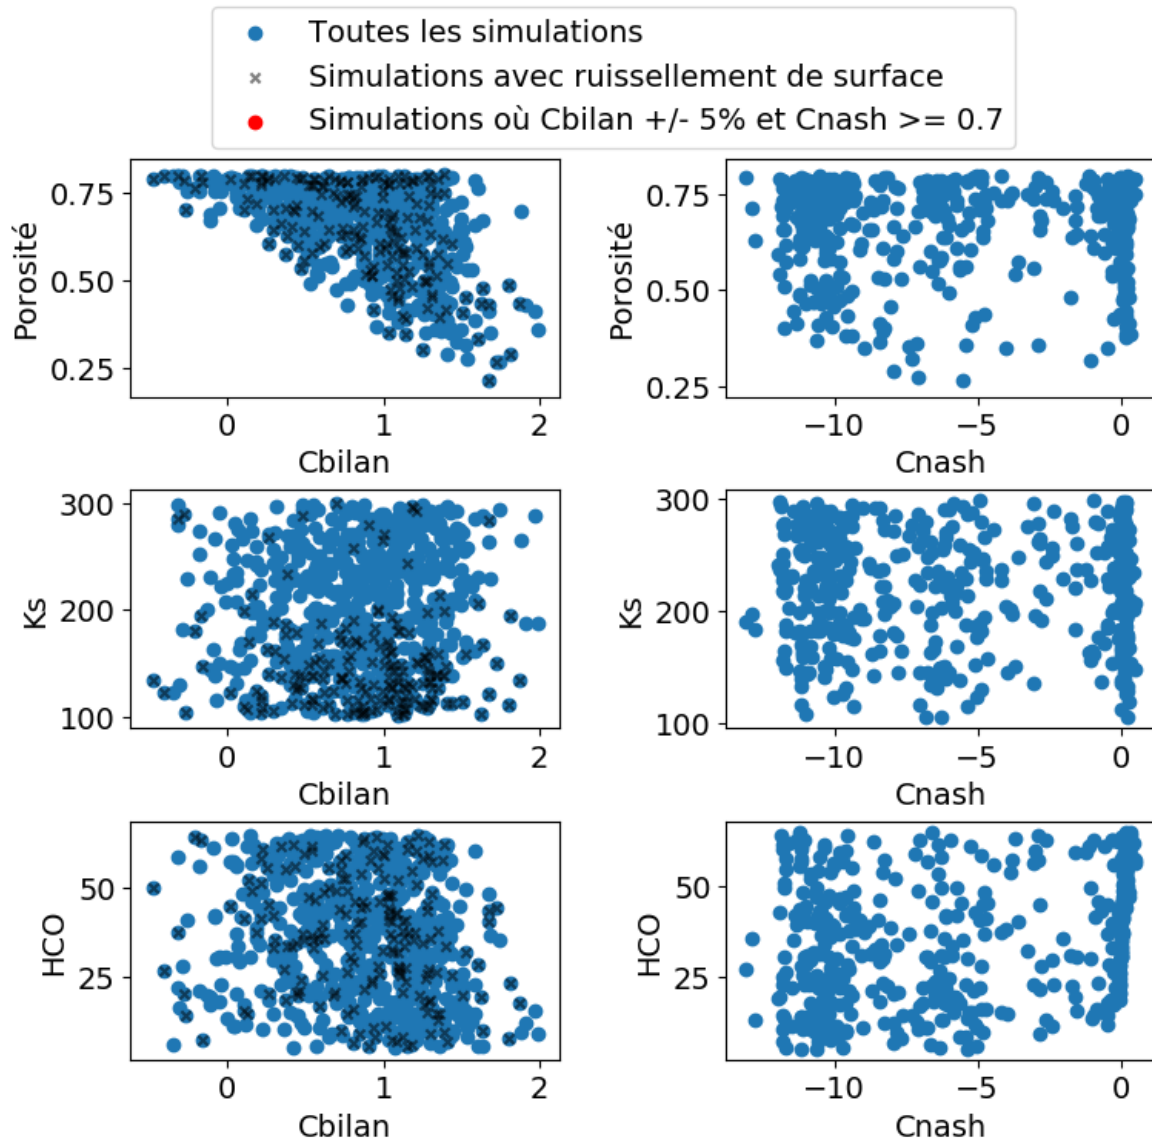 Toutes les simulations
Simulations avec ruissellement de surface
Simulations où Cbilan +/- 5% et Cnash >= 0.7
Porosité
0.75
0.50
0.25
0
1
2
Cbilan
Porosité
0.75
0.50
0.25
−10
−5
0
Cnash
Ks
300
200
100
0
1
2
Cbilan
Ks
300
200
100
−10
−5
0
Cnash
HCO
50
25
0
1
2
Cbilan
HCO
50
25
−10
−5
0
Cnash